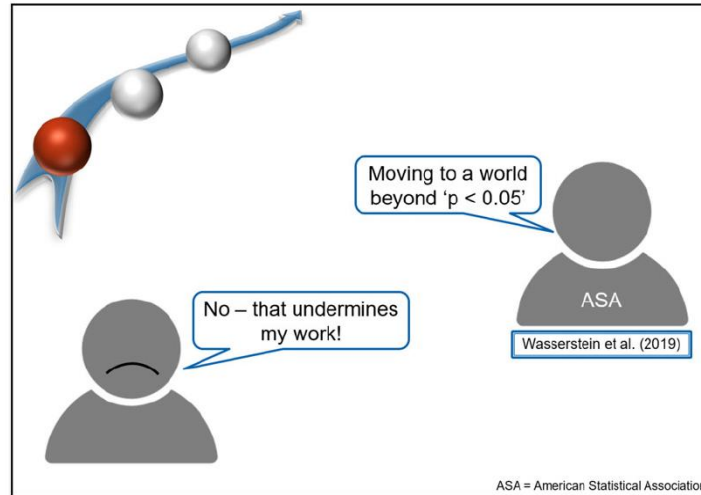 Moving to a world
beyond ‘p < 0.05’
ASA
Wasserstein et al. (2019)
No – that undermines
my work!
ASA = American Statistical Association